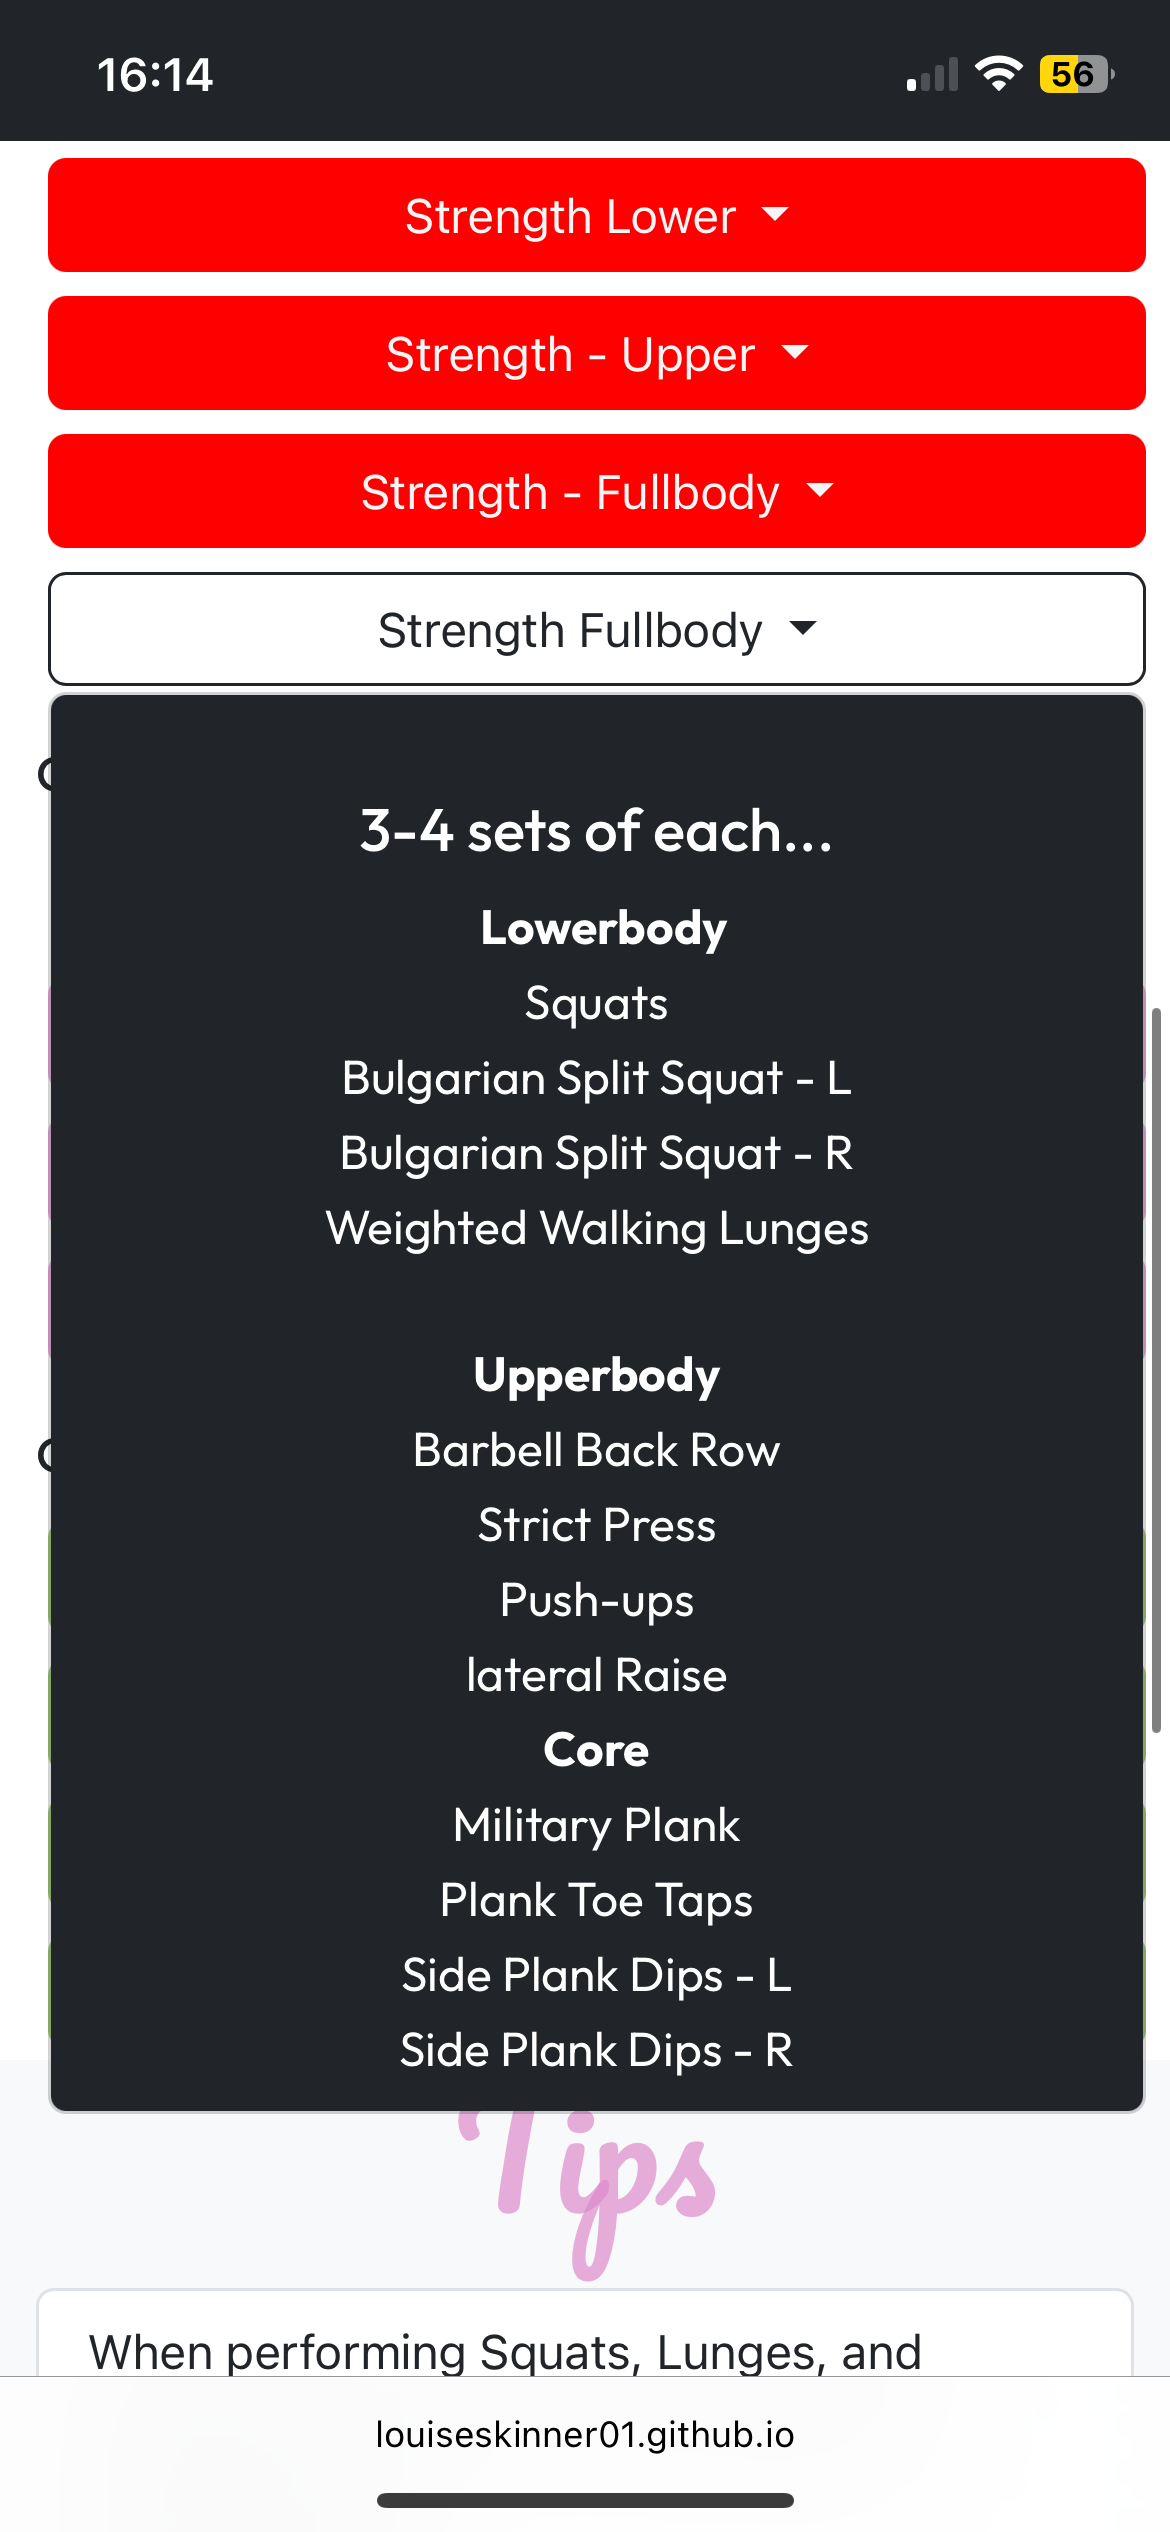 16:14
56
Strength Lower
Strength - Upper
Strength - Fullbody
Strength Fullbody
3-4 sets of each...
Lowerbody
Squats
Bulgarian Split Squat - L
Bulgarian Split Squat - R
Weighted Walking Lunges
Upperbody
Barbell Back Row
Strict Press
Push-ups
lateral Raise
Core
Military Plank
Plank Toe Taps
Side Plank Dips - L
Side Plank Dips - R
Tips
When performing Squats, Lunges, and
louiseskinner01.github.io